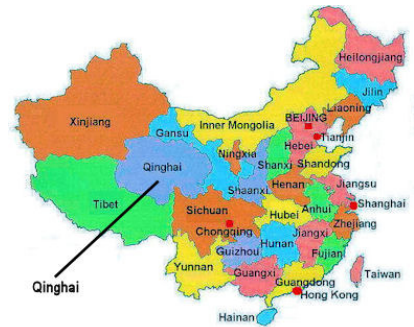 Heilongjiang
Jilin
Liaoning
Inner Mongolia
BEIJING
Tianjin
Hebei
Xinjiang
Gansu
Ningxia
Shanxi
Shandong
Qinghai
Shaanxi
Henan
Jiangsu
Shanghai
Tibet
Sichuan
Hubei
Anhui
Chongqing
Zhejiang
Hunan
Jiangxi
Guizhou
Fujian
Yunnan
Guangxi
Guangdong
Taiwan
Hong Kong
Hainan
Qinghai